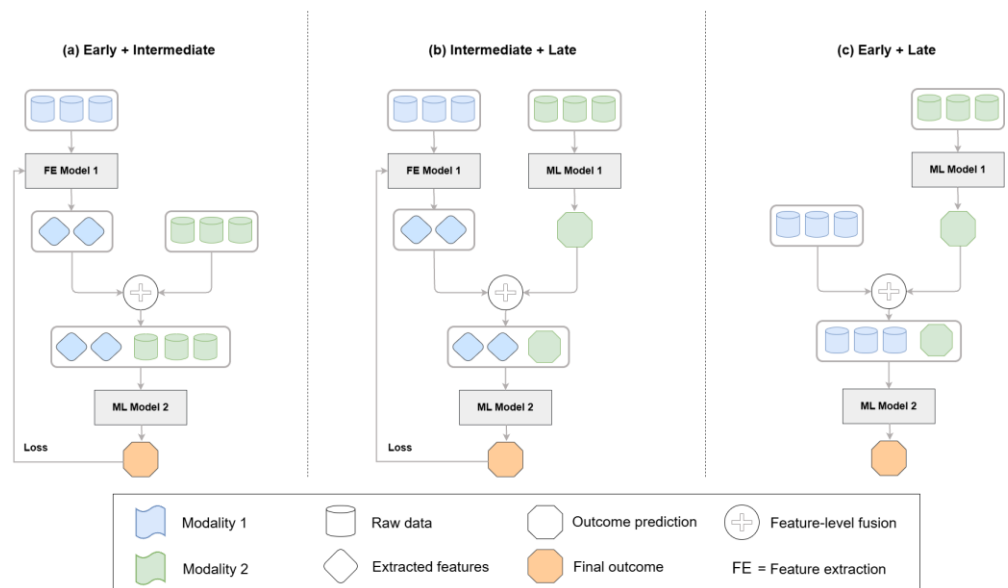 (a) Early + Intermediate
(b) Intermediate + Late
(c) Early + Late
FE Model 1
FE Model 1
ML Model 1
ML Model 1
ML Model 2
ML Model 2
ML Model 2
Loss
Loss
Modality 1
Raw data
Outcome prediction
Feature-level fusion
Modality 2
Extracted features
Final outcome
FE = Feature extraction